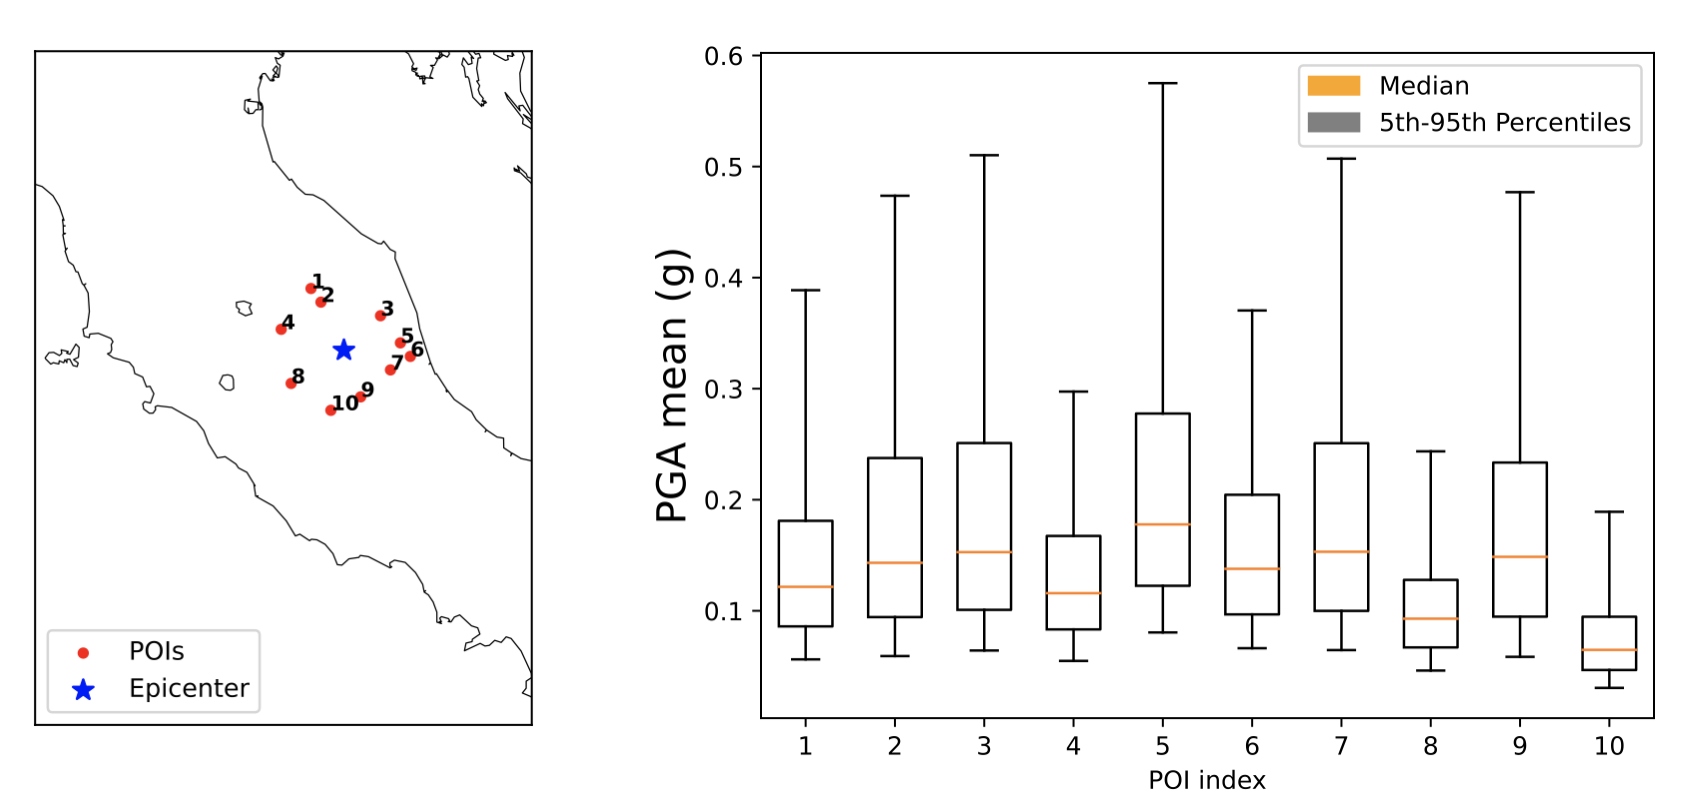 1
2
3
4
5
6
7
8
9
10
POIs
Epicenter
PGA mean (g)
0.6
0.5
0.4
0.3
0.2
0.1
Median
5th-95th Percentiles
1 2 3 4 5 6 7 8 9 10
POI index